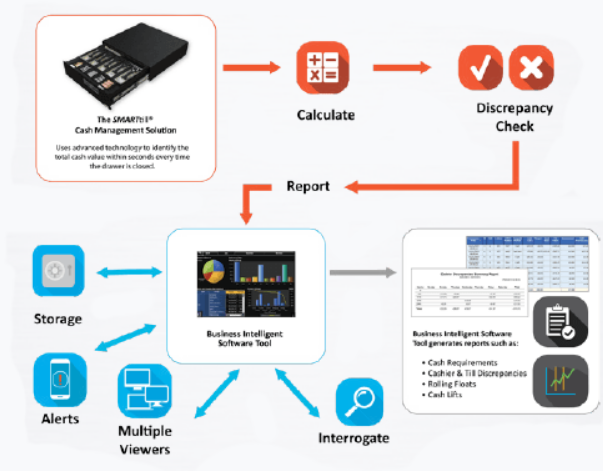 The SMARTtill®
Cash Management Solution
Uses advanced technology to identify the
total cash value within seconds every time
the drawer is closed.
Calculate
Discrepancy
Check
Report
Storage
Alerts
Multiple
Viewers
Interrogate
Business Intelligent
Software Tool
Business Intelligent Software
Tool generates reports such as:
• Cash Requirements
• Cashier & Till Discrepancies
• Rolling Floats
• Cash Lifts